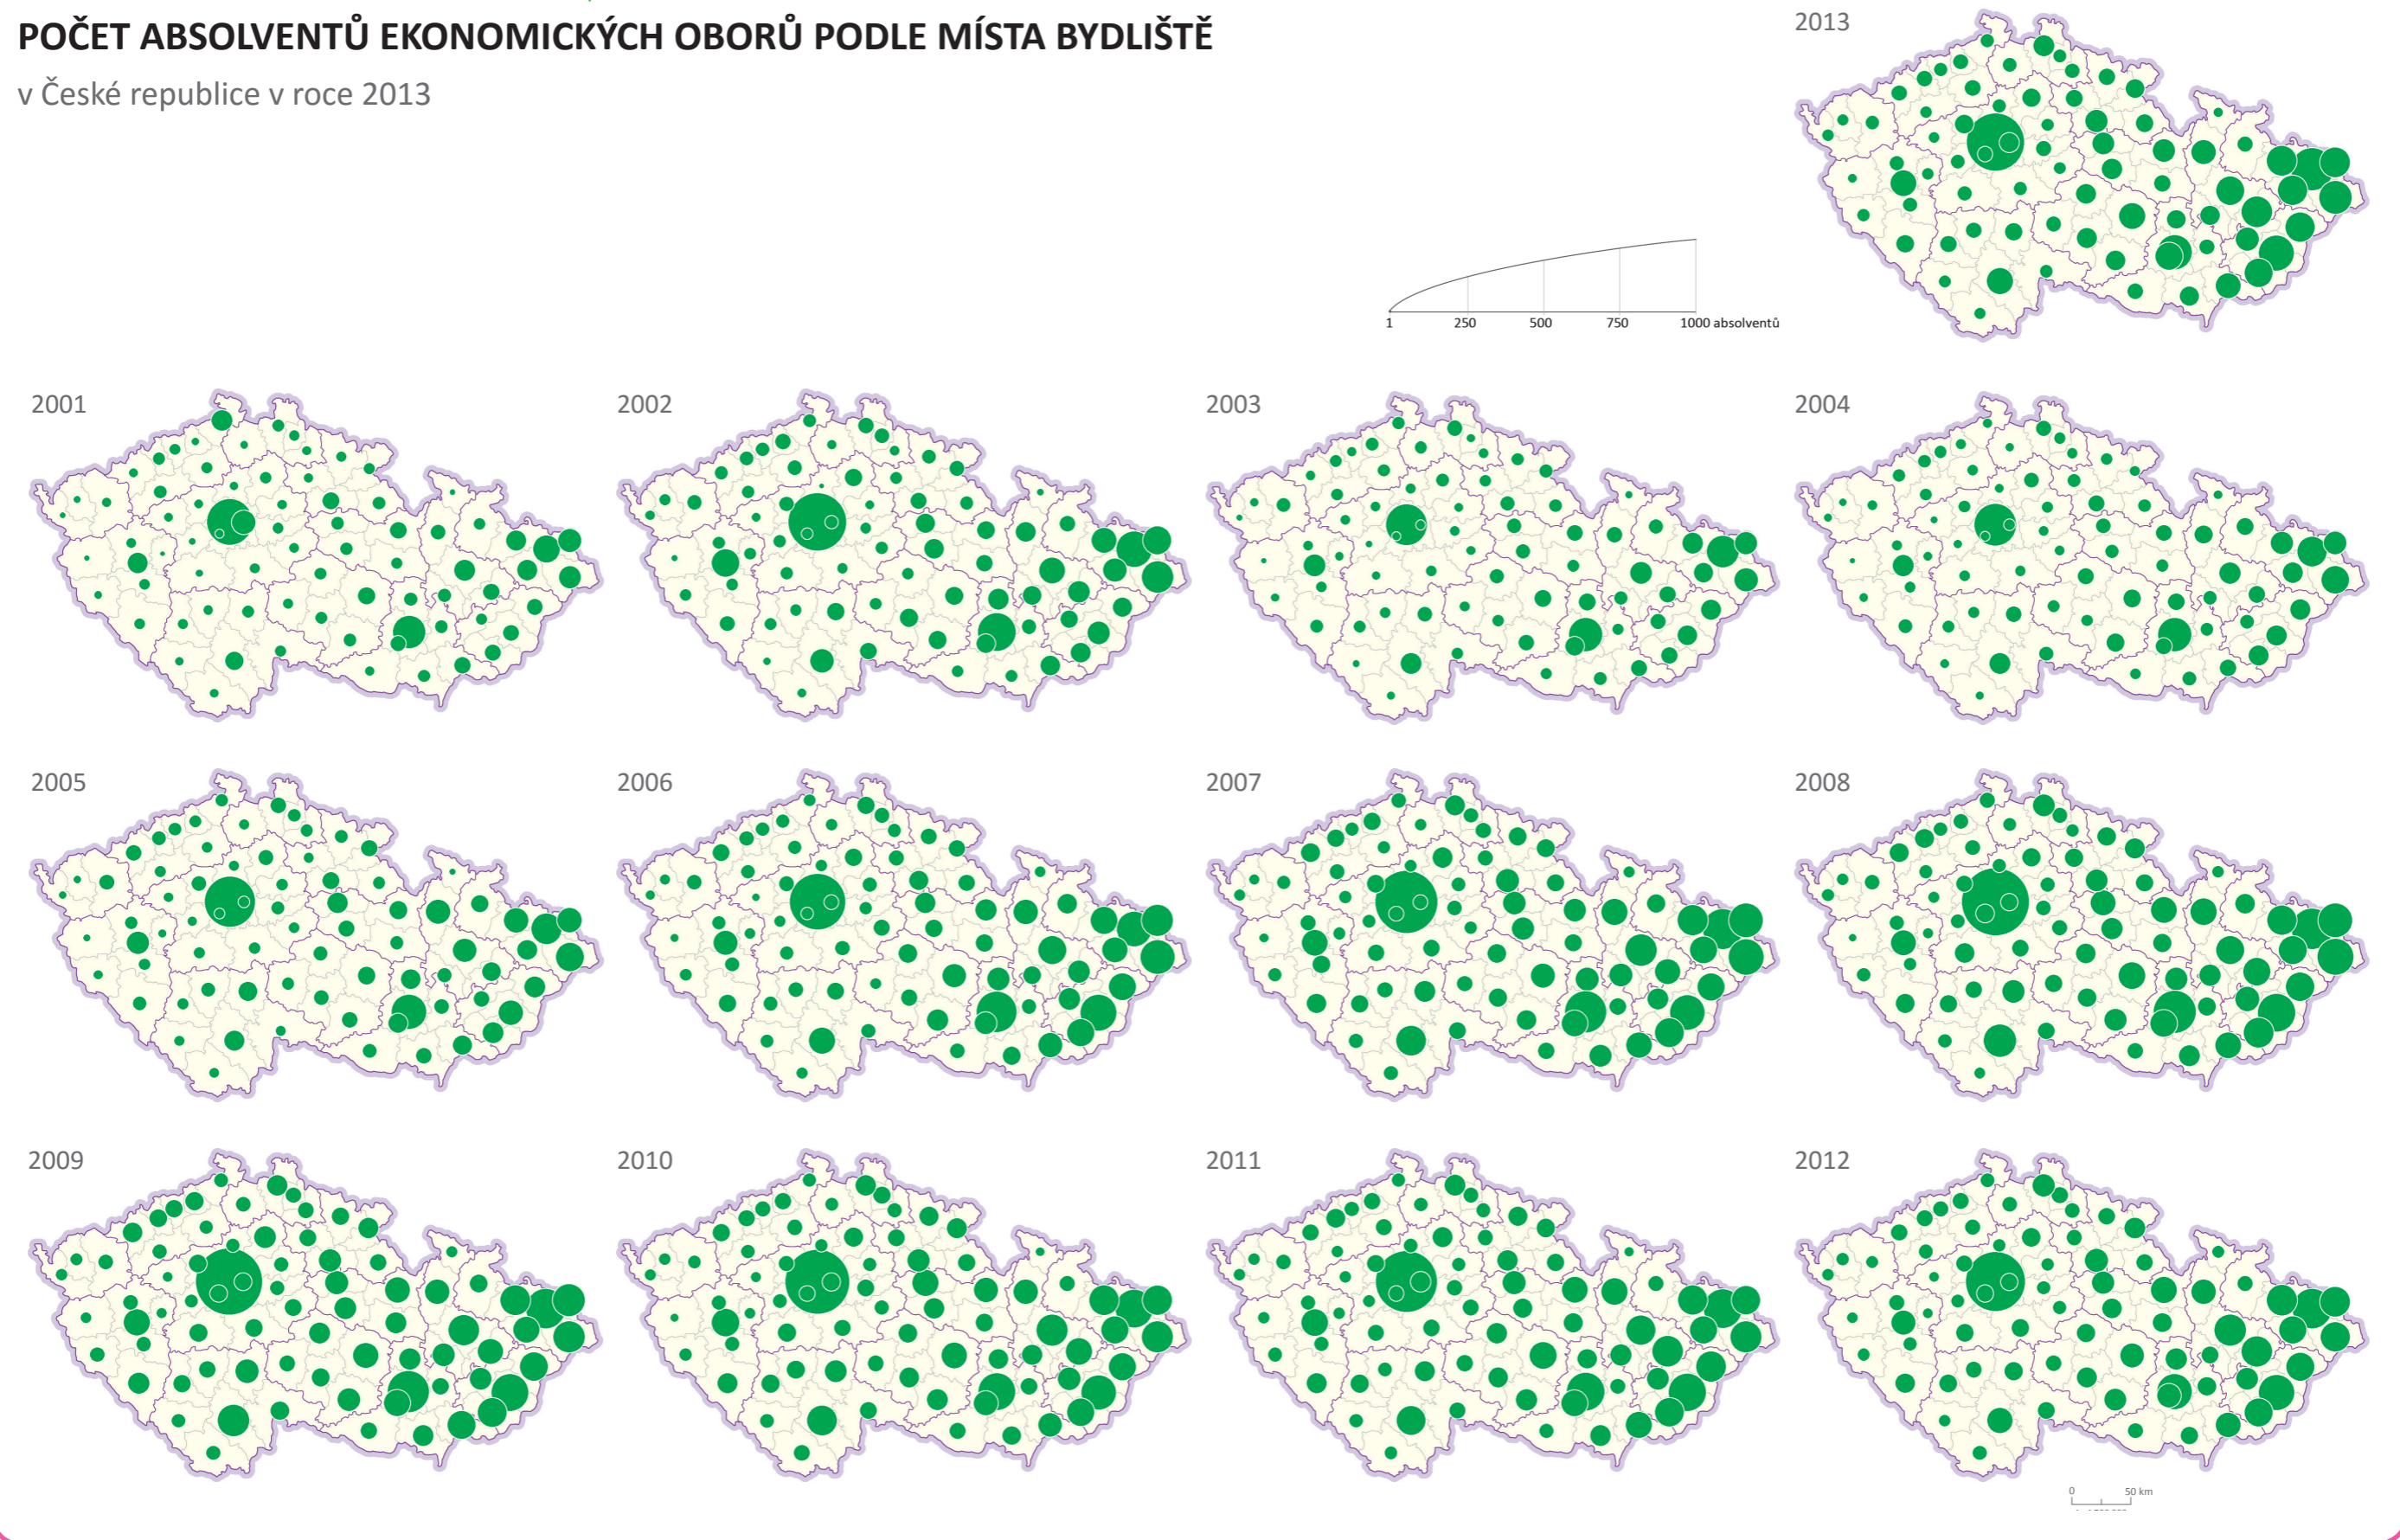 POČET ABSOLVENTŮ EKONOMICKÝCH OBORŮ PODLE MÍSTA BYDLIŠTĚ
v České republice v roce 2013
2013
1 250 500 750 1000 absolventů
2001 2002 2003 2004
2005 2006 2007 2008
2009 2010 2011 2012
0 50 km